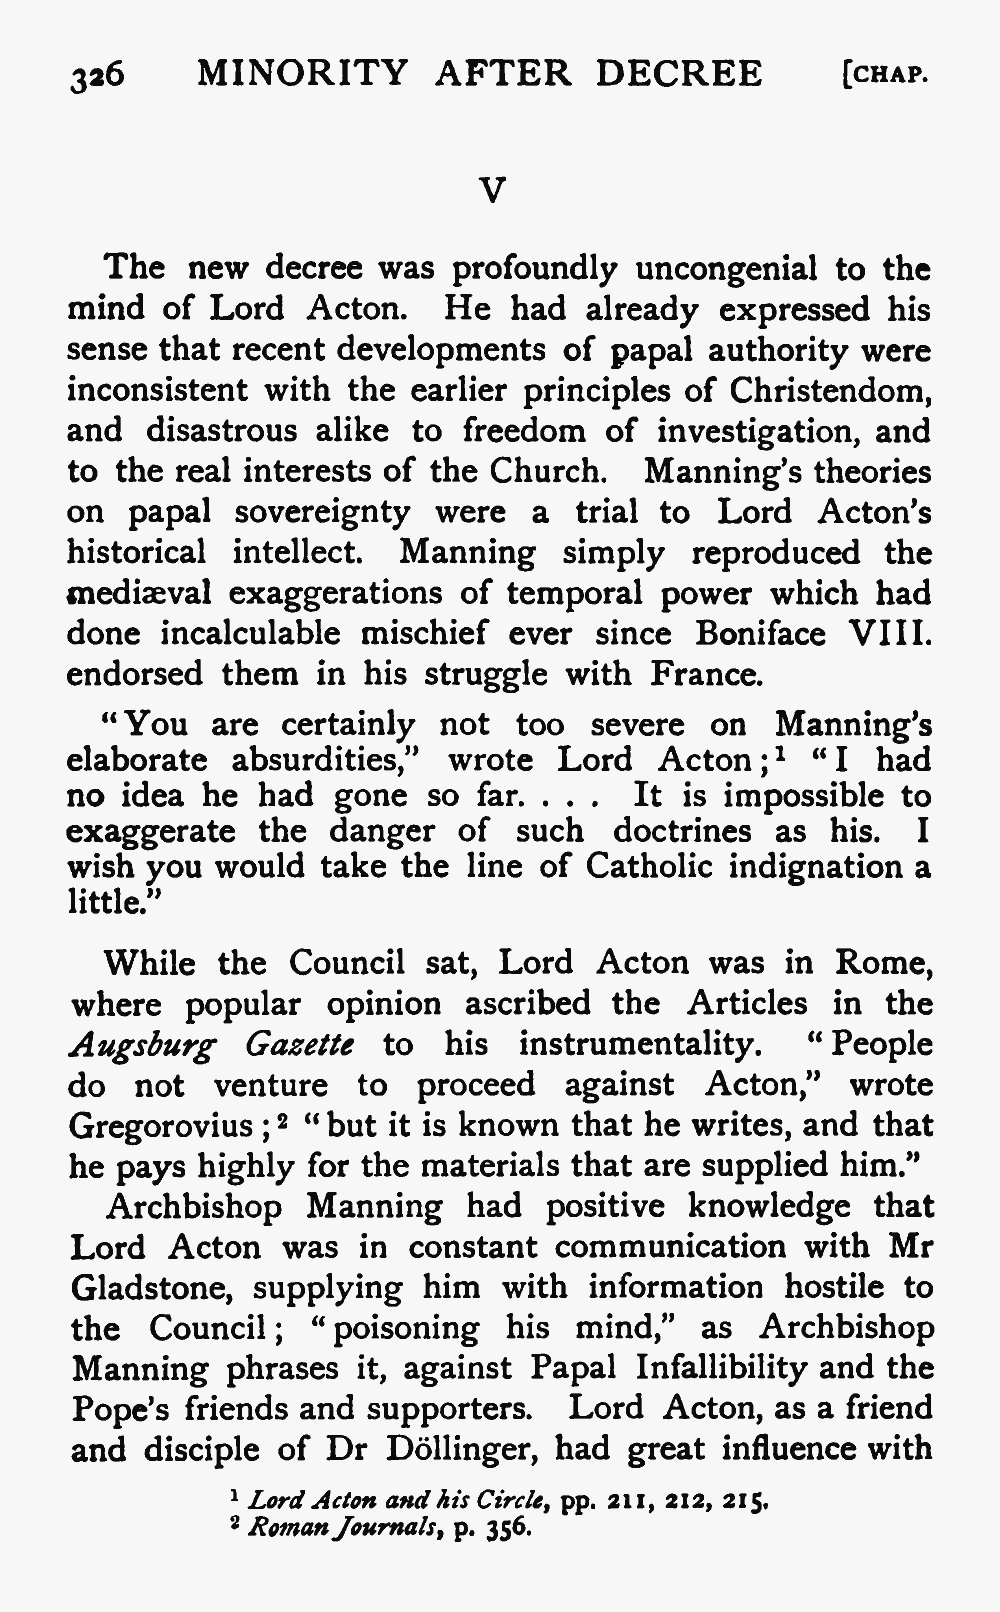 326 MINORITY AFTER DECREE [CHAP.
V
The new decree was profoundly uncongenial to the
mind of Lord Acton. He had already expressed his
sense that recent developments of papal authority were
inconsistent with the earlier principles of Christendom,
and disastrous alike to freedom of investigation, and
to the real interests of the Church. Manning's theories
on papal sovereignty were a trial to Lord Acton's
historical intellect. Manning simply reproduced the
mediæval exaggerations of temporal power which had
done incalculable mischief ever since Boniface VIII.
endorsed them in his struggle with France.
“You are certainly not too severe on Manning's
elaborate absurdities,” wrote Lord Acton;¹ “I had
no idea he had gone so far. . . . It is impossible to
exaggerate the danger of such doctrines as his. I
wish you would take the line of Catholic indignation a
little.”
While the Council sat, Lord Acton was in Rome,
where popular opinion ascribed the Articles in the
Augsburg Gazette to his instrumentality. “People
do not venture to proceed against Acton,” wrote
Gregorovius;² “but it is known that he writes, and that
he pays highly for the materials that are supplied him.”
Archbishop Manning had positive knowledge that
Lord Acton was in constant communication with Mr
Gladstone, supplying him with information hostile to
the Council; “poisoning his mind,” as Archbishop
Manning phrases it, against Papal Infallibility and the
Pope's friends and supporters. Lord Acton, as a friend
and disciple of Dr Döllinger, had great influence with
¹ Lord Acton and his Circle, pp. 211, 212, 215.
² Roman Journals, p. 356.